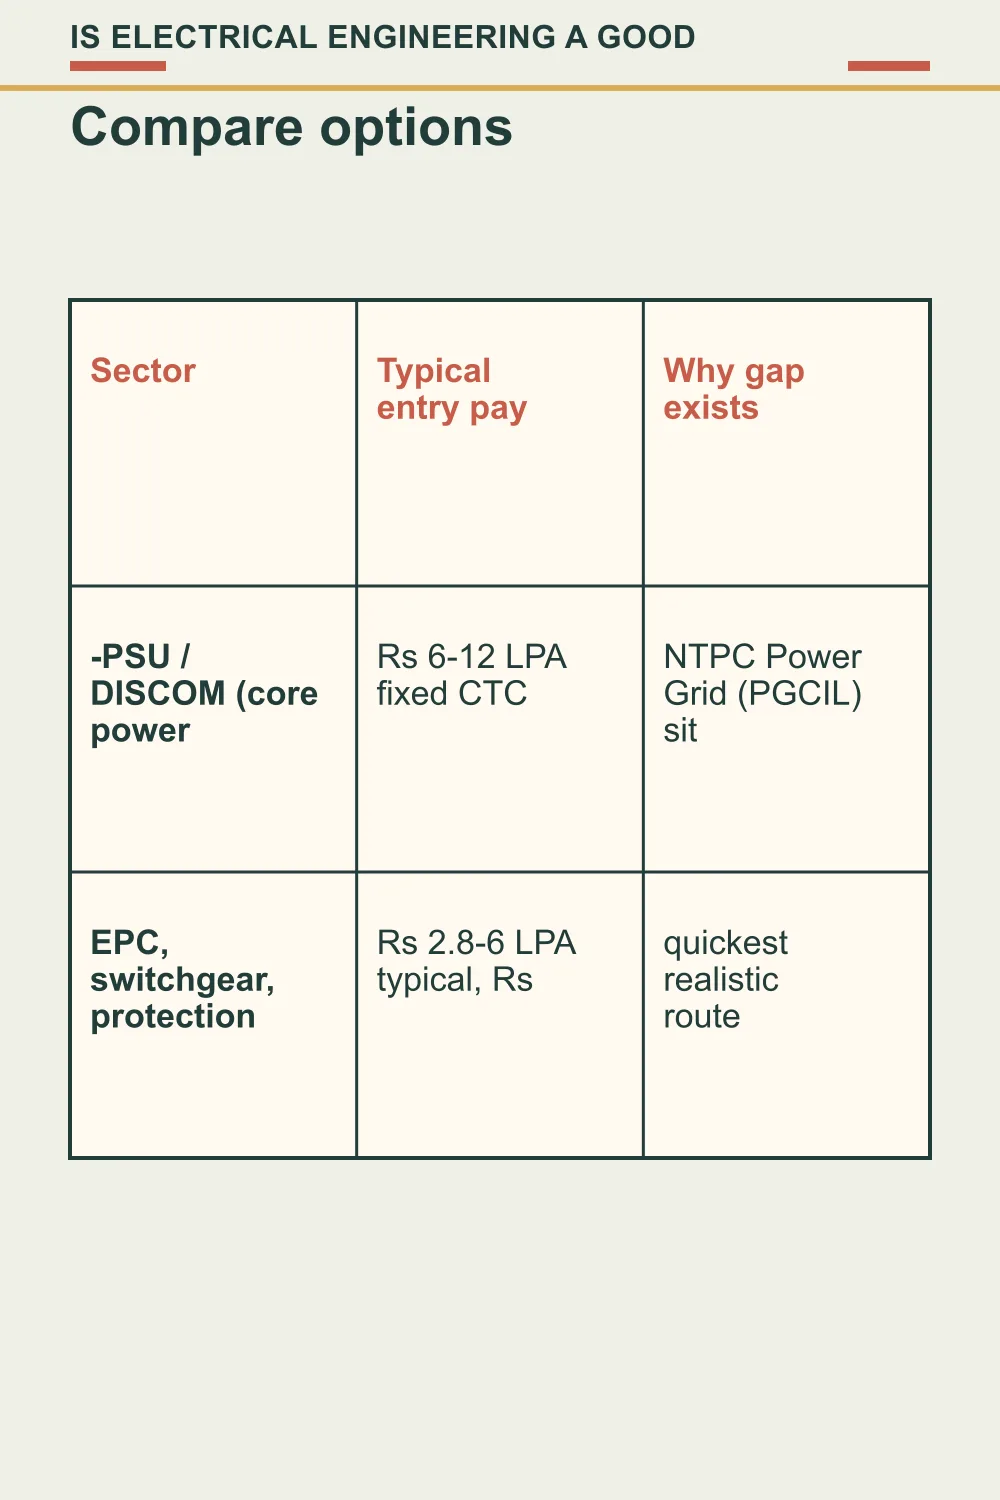 IS ELECTRICAL ENGINEERING A GOOD
Compare options
Sector
Typical
entry pay
Why gap
exists
-PSU /
DISCOM (core
power
Rs 6-12 LPA
fixed CTC
NTPC Power
Grid (PGCIL)
sit
EPC,
switchgear,
protection
Rs 2.8-6 LPA
typical, Rs
quickest
realistic
route